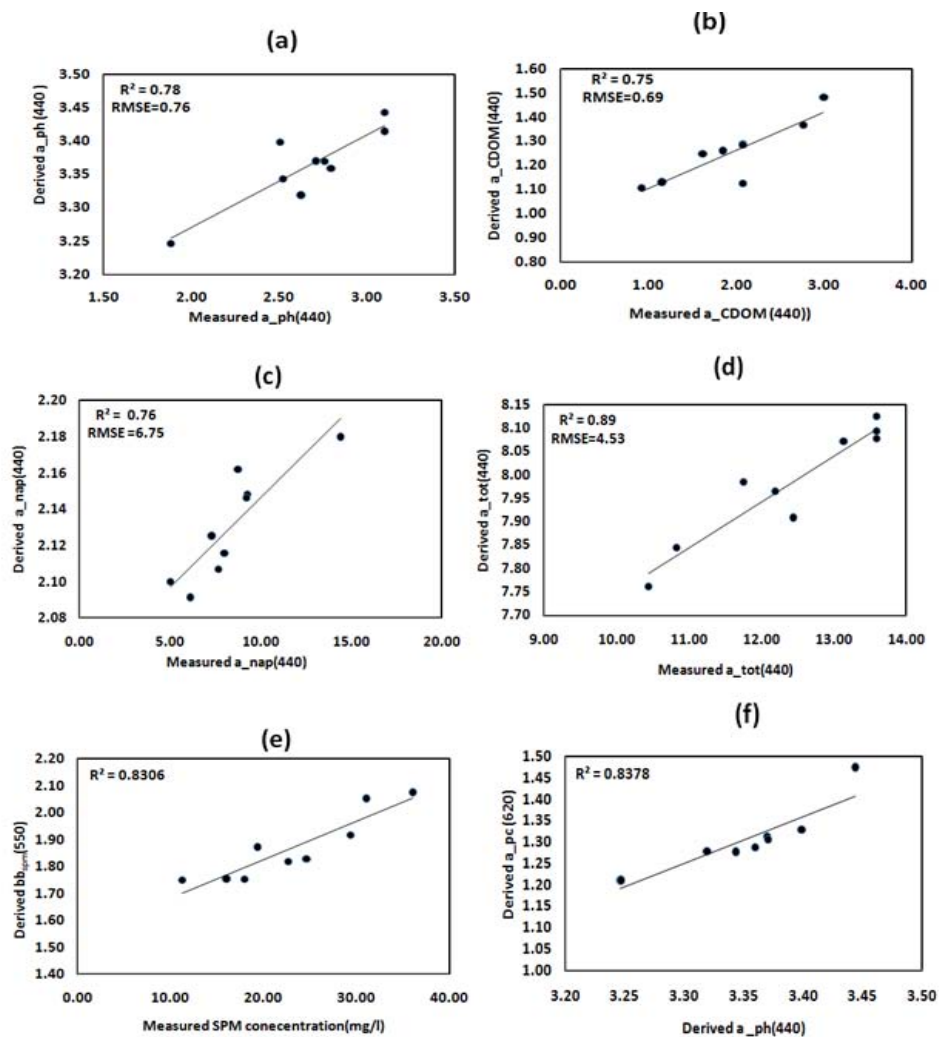 (a)
R² = 0.78
RMSE=0.76
Derived a_ph(440)
3.50
3.45
3.40
3.35
3.30
3.25
3.20
1.50 2.00 2.50 3.00 3.50
Measured a_ph(440)
(b)
R² = 0.75
RMSE=0.69
Derived a_CDOM(440)
1.60
1.50
1.40
1.30
1.20
1.10
1.00
0.90
0.80
0.00 1.00 2.00 3.00 4.00
Measured a_CDOM (440))
(c)
R² = 0.76
RMSE =6.75
Derived a_nap(440)
2.20
2.18
2.16
2.14
2.12
2.10
2.08
0.00 5.00 10.00 15.00 20.00
Measured a_nap(440)
(d)
R² = 0.89
RMSE=4.53
Derived a_tot(440)
8.15
8.10
8.05
8.00
7.95
7.90
7.85
7.80
7.75
7.70
9.00 10.00 11.00 12.00 13.00 14.00
Measured a_tot(440)
(e)
R² = 0.8306
Derived bbspm(550)
2.20
2.10
2.00
1.90
1.80
1.70
1.60
1.50
1.40
0.00 10.00 20.00 30.00 40.00
Measured SPM conecentration(mg/l)
(f)
R² = 0.8378
Derived a_pc (620)
1.50
1.45
1.40
1.35
1.30
1.25
1.20
1.15
1.10
1.05
1.00
3.20 3.25 3.30 3.35 3.40 3.45
Derived a _ph(440)